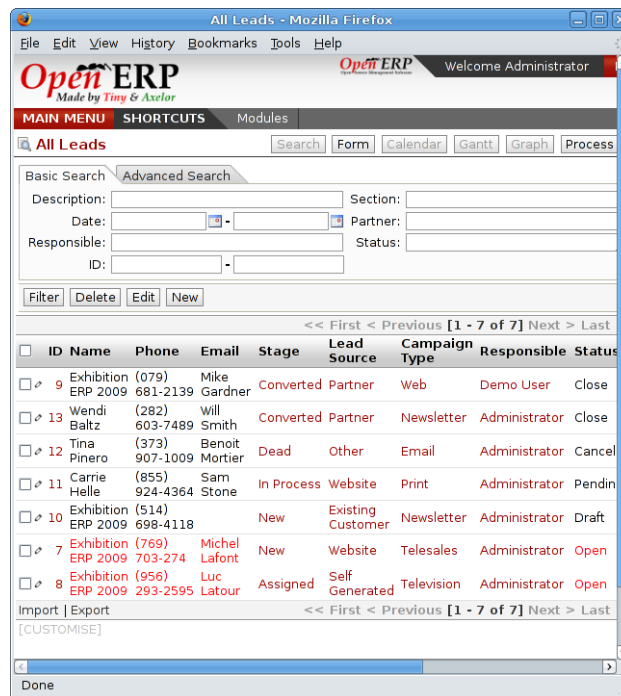 All Leads - Mozilla Firefox
File Edit View History Bookmarks Tools Help
Open ERP
Made by Tiny & Axelor
Open ERP
Open Source Management Solution
Welcome Administrator
MAIN MENU SHORTCUTS Modules
All Leads Search Form Calendar Gantt Graph Process
Basic Search Advanced Search
Description: Section:
Date: - Partner:
Responsible: Status:
ID: -
Filter Delete Edit New
<< First < Previous [1 - 7 of 7] Next > Last
ID Name Phone Email Stage Lead Source Campaign Type Responsible Status
9 Exhibition ERP 2009 (079) 681-2139 Mike Gardner Converted Partner Web Demo User Close
13 Wendi Baltz (282) 603-7489 Will Smith Converted Partner Newsletter Administrator Close
12 Tina Pinero (373) 907-1009 Benoit Mortier Dead Other Email Administrator Cancel
11 Carrie Helle (855) 924-4364 Sam Stone In Process Website Print Administrator Pendin
10 Exhibition ERP 2009 (514) 698-4118 New Existing Customer Newsletter Administrator Draft
7 Exhibition ERP 2009 (769) 703-274 Michel Lafont New Website Telesales Administrator Open
8 Exhibition ERP 2009 (956) 293-2595 Luc Latour Assigned Self Generated Television Administrator Open
Import | Export << First < Previous [1 - 7 of 7] Next > Last
[CUSTOMISE]
Done